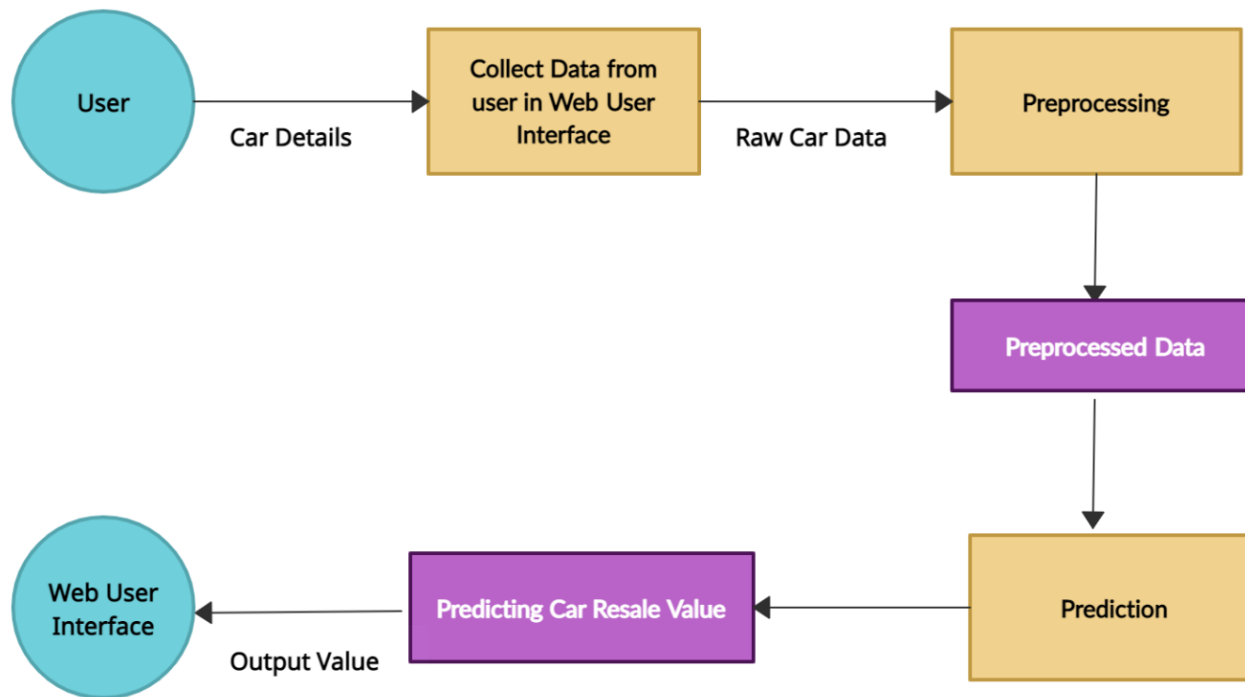 User
Car Details
Collect Data from
user in Web User
Interface
Raw Car Data
Preprocessing
Preprocessed Data
Prediction
Predicting Car Resale Value
Output Value
Web User
Interface